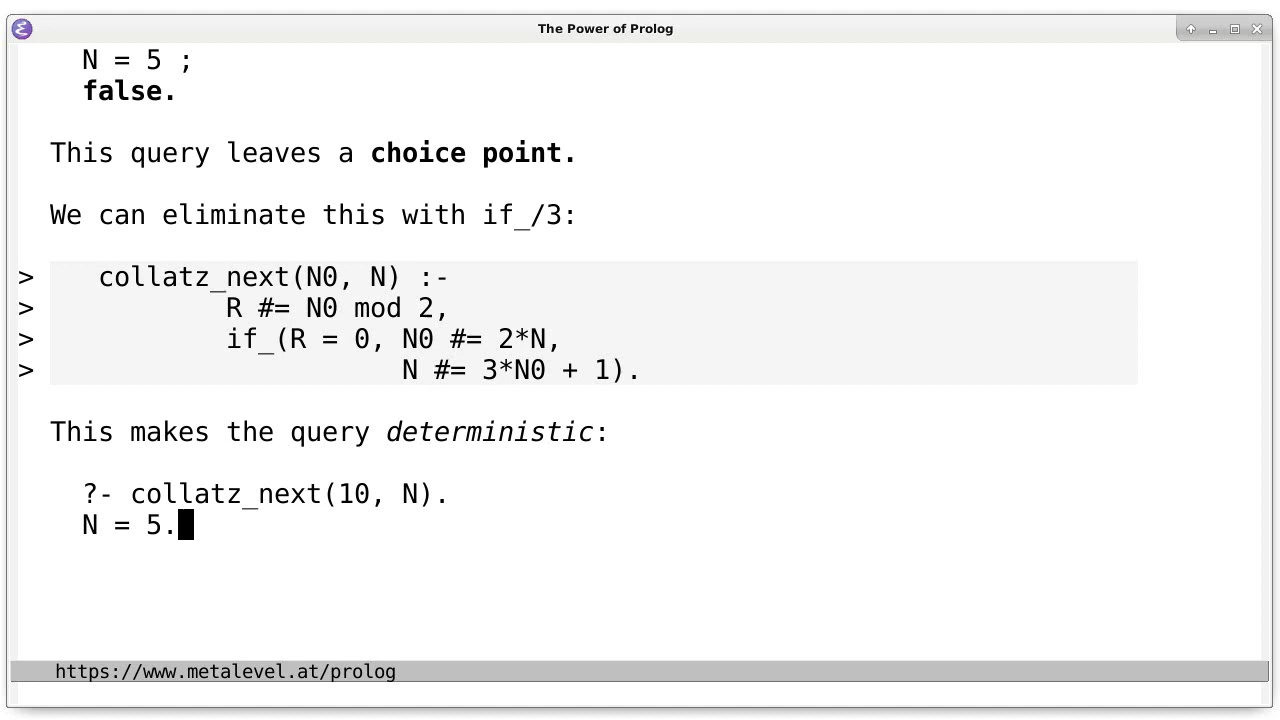 The Power of Prolog
N = 5 ;
false.
This query leaves a choice point.
We can eliminate this with if_/3:
> collatz_next(N0, N) :-
> R #= N0 mod 2,
> if_(R = 0, N0 #= 2*N,
> N #= 3*N0 + 1).
This makes the query deterministic:
?- collatz_next(10, N).
N = 5.
https://www.metalevel.at/prolog